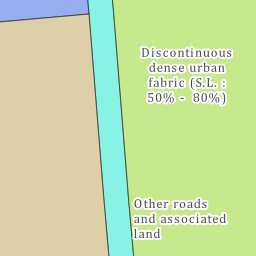 Discontinuous
dense urban
fabric (S.L. :
50% -  80%)
Other roads
and associated
land